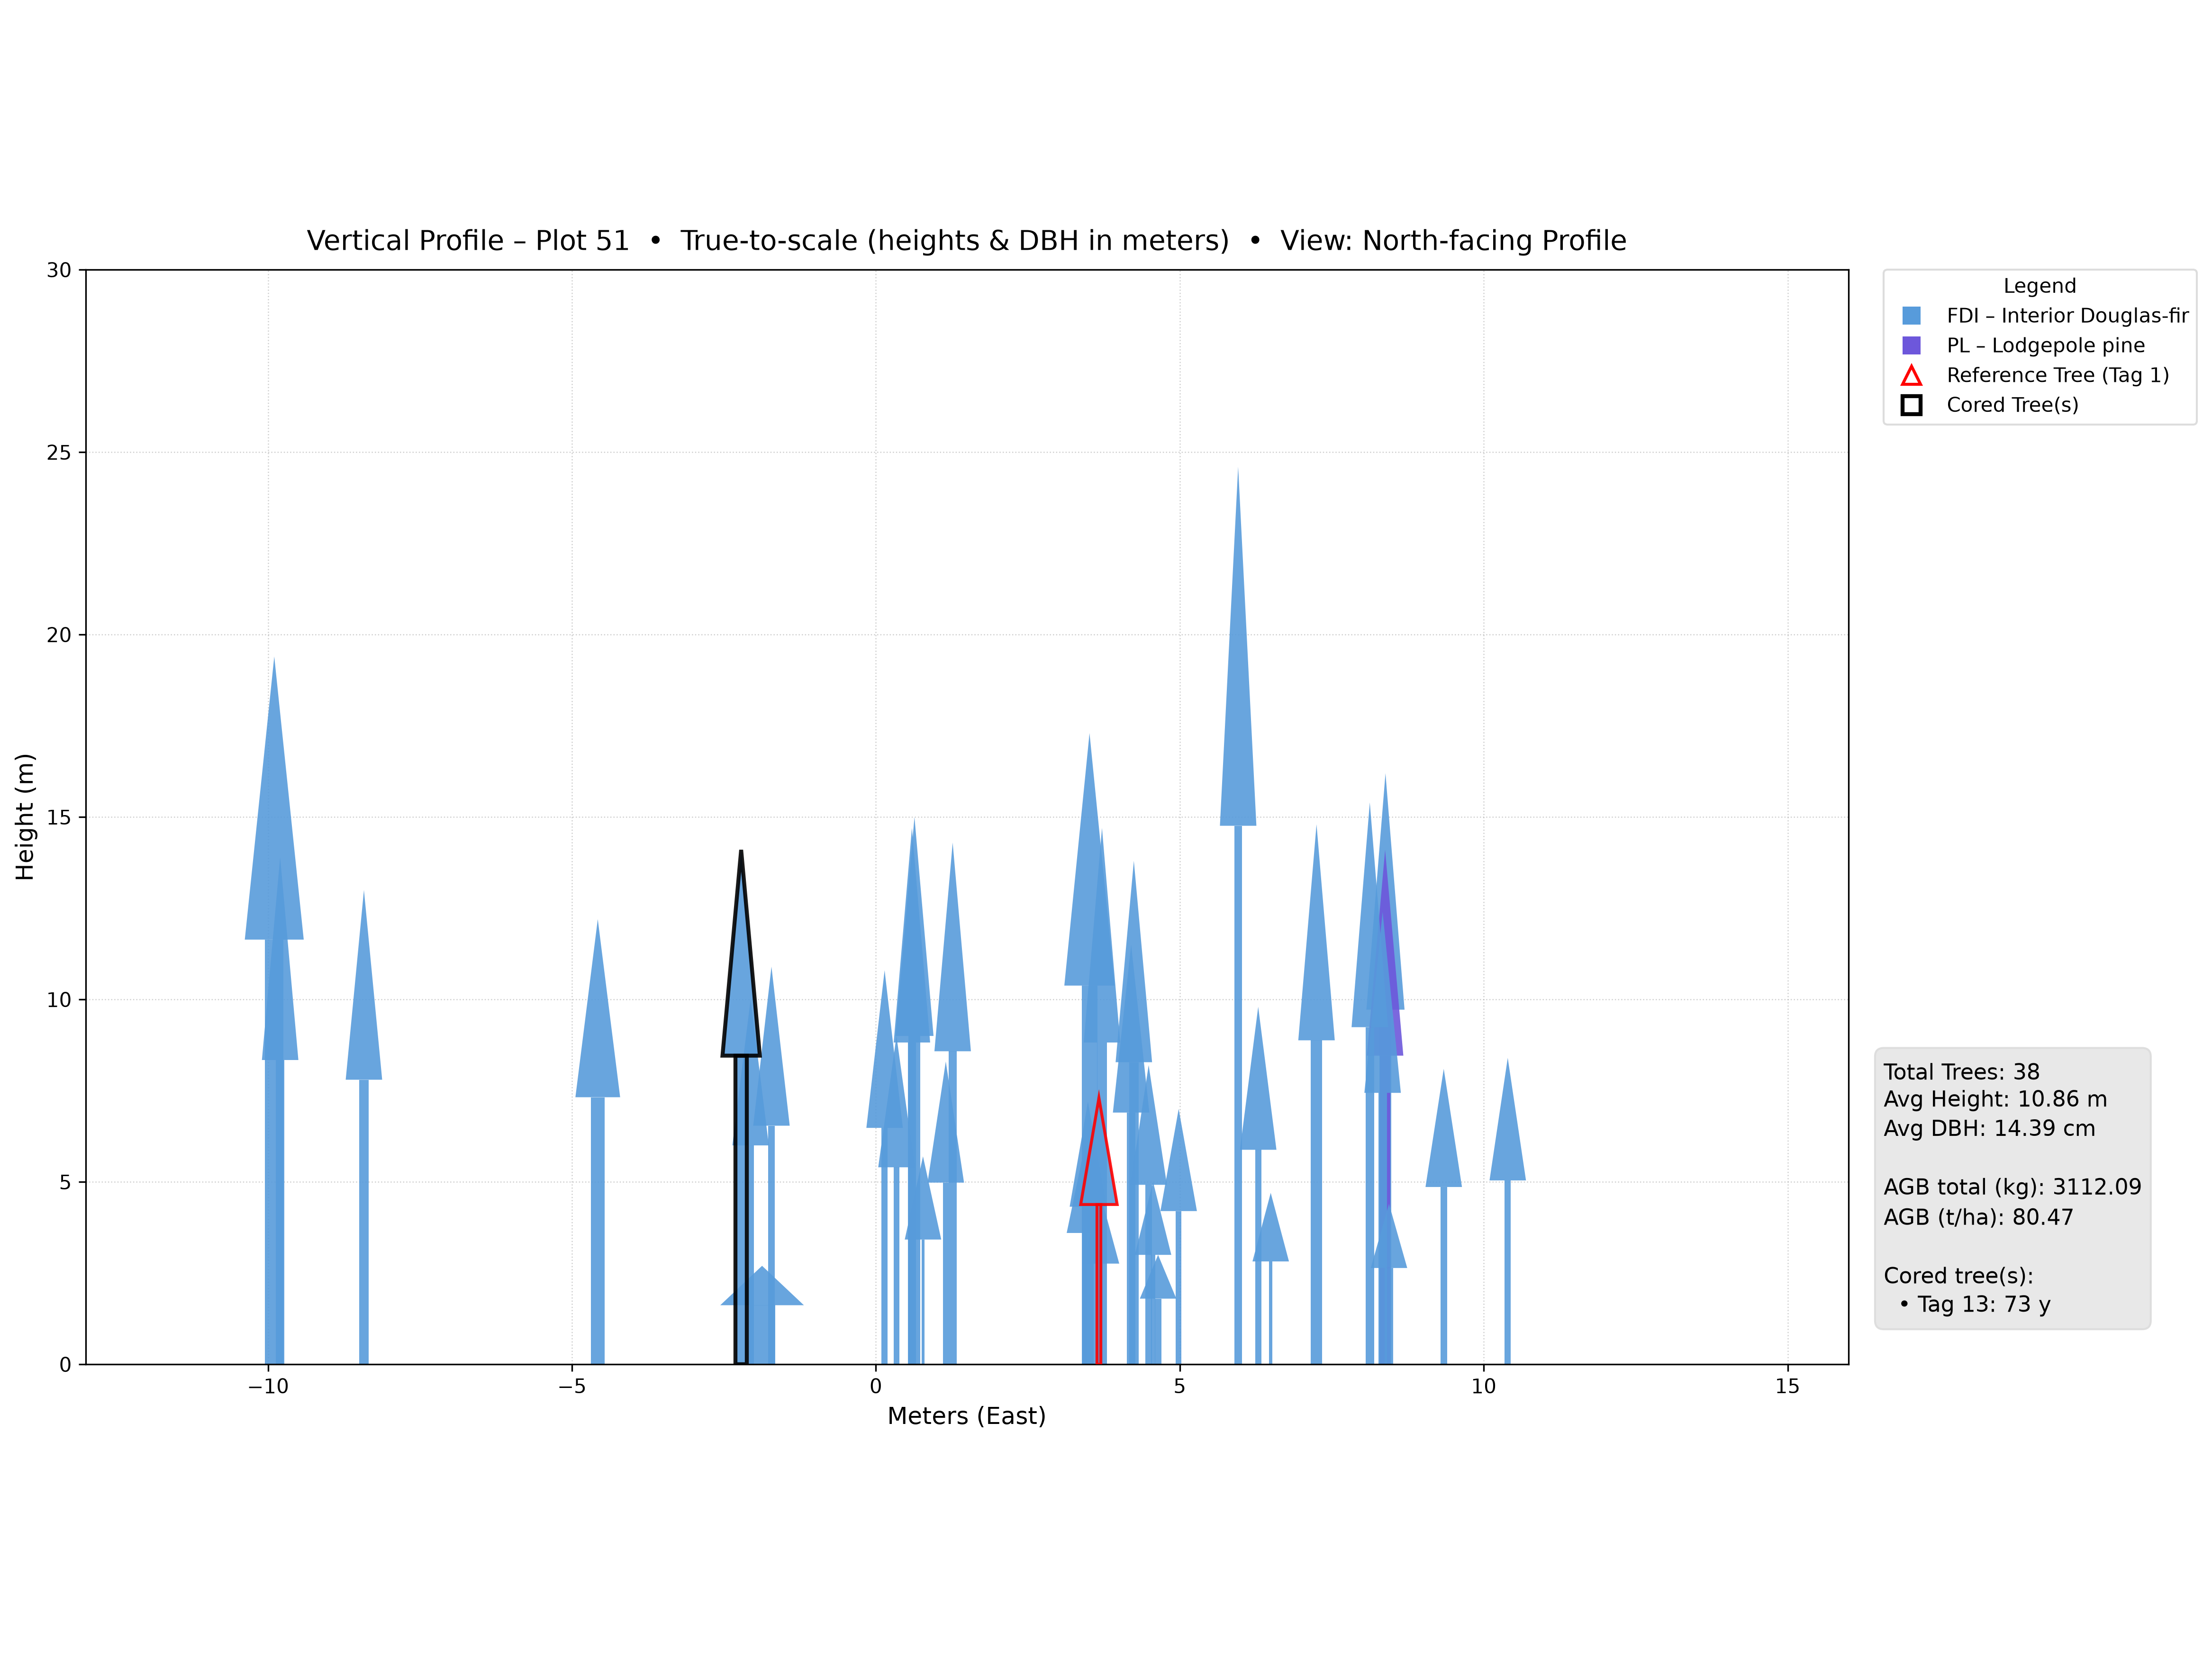 Vertical Profile – Plot 51 • True-to-scale (heights & DBH in meters) • View: North-facing Profile
Height (m)
30
25
20
15
10
5
0
−10
−5
0
5
10
15
Meters (East)
Legend
FDI – Interior Douglas-fir
PL – Lodgepole pine
Reference Tree (Tag 1)
Cored Tree(s)
Total Trees: 38
Avg Height: 10.86 m
Avg DBH: 14.39 cm
AGB total (kg): 3112.09
AGB (t/ha): 80.47
Cored tree(s):
• Tag 13: 73 y